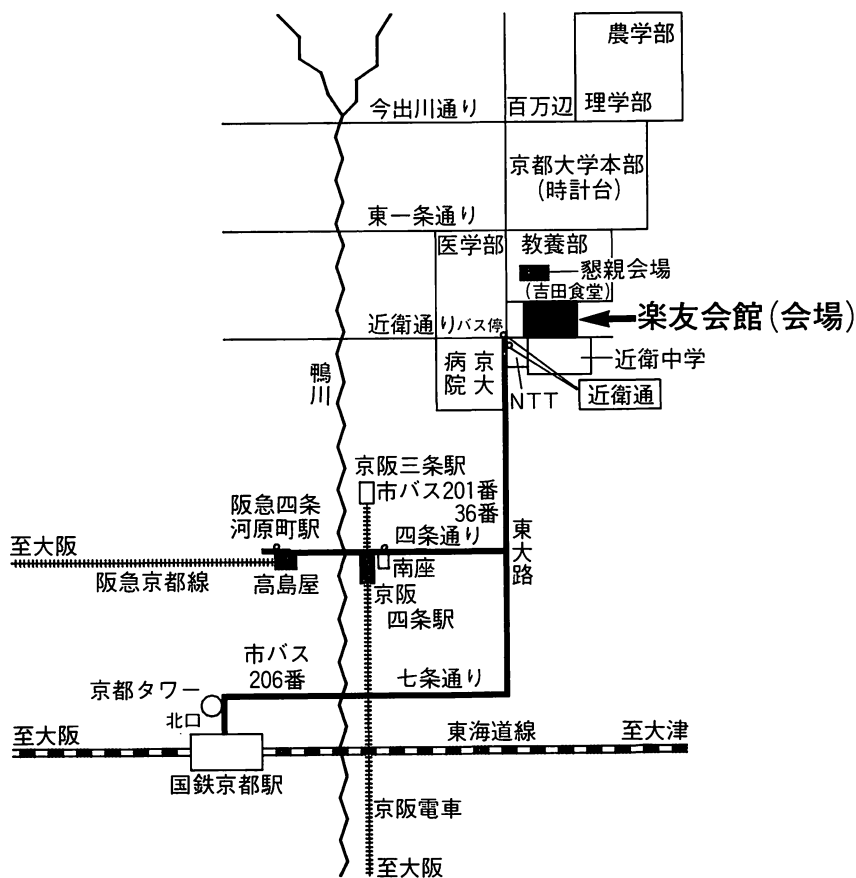 農学部
今出川通り
百万辺
理学部
京都大学本部
(時計台)
東一条通り
医学部
教養部
懇親会場
(吉田食堂)
楽友会館(会場)
近衛通り
バス停
近衛中学
京大
病院
NTT
近衛通
鴨川
京阪三条駅
市バス201番
36番
阪急四条
河原町駅
四条通り
東大路
至大阪
阪急京都線
高島屋
南座
京阪
四条駅
市バス
206番
七条通り
京都タワー
北口
至大阪
東海道線
至大津
国鉄京都駅
京阪電車
至大阪